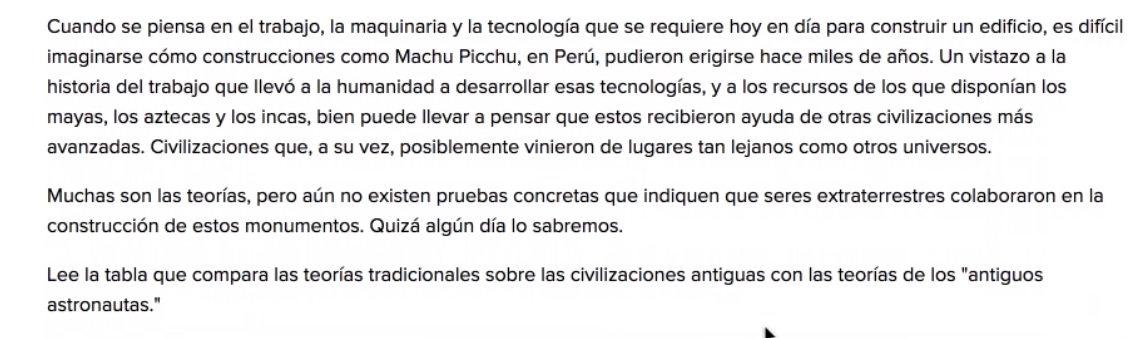 Cuando se piensa en el trabajo, la maquinaria y la tecnología que se requiere hoy en día para construir un edificio, es difícil
imaginarse cómo construcciones como Machu Picchu, en Perú, pudieron erigirse hace miles de años. Un vistazo a la
historia del trabajo que llevó a la humanidad a desarrollar esas tecnologías, y a los recursos de los que disponían los
mayas, los aztecas y los incas, bien puede llevar a pensar que estos recibieron ayuda de otras civilizaciones más
avanzadas. Civilizaciones que, a su vez, posiblemente vinieron de lugares tan lejanos como otros universos.
Muchas son las teorías, pero aún no existen pruebas concretas que indiquen que seres extraterrestres colaboraron en la
construcción de estos monumentos. Quizá algún día lo sabremos.
Lee la tabla que compara las teorías tradicionales sobre las civilizaciones antiguas con las teorías de los "antiguos
astronautas."